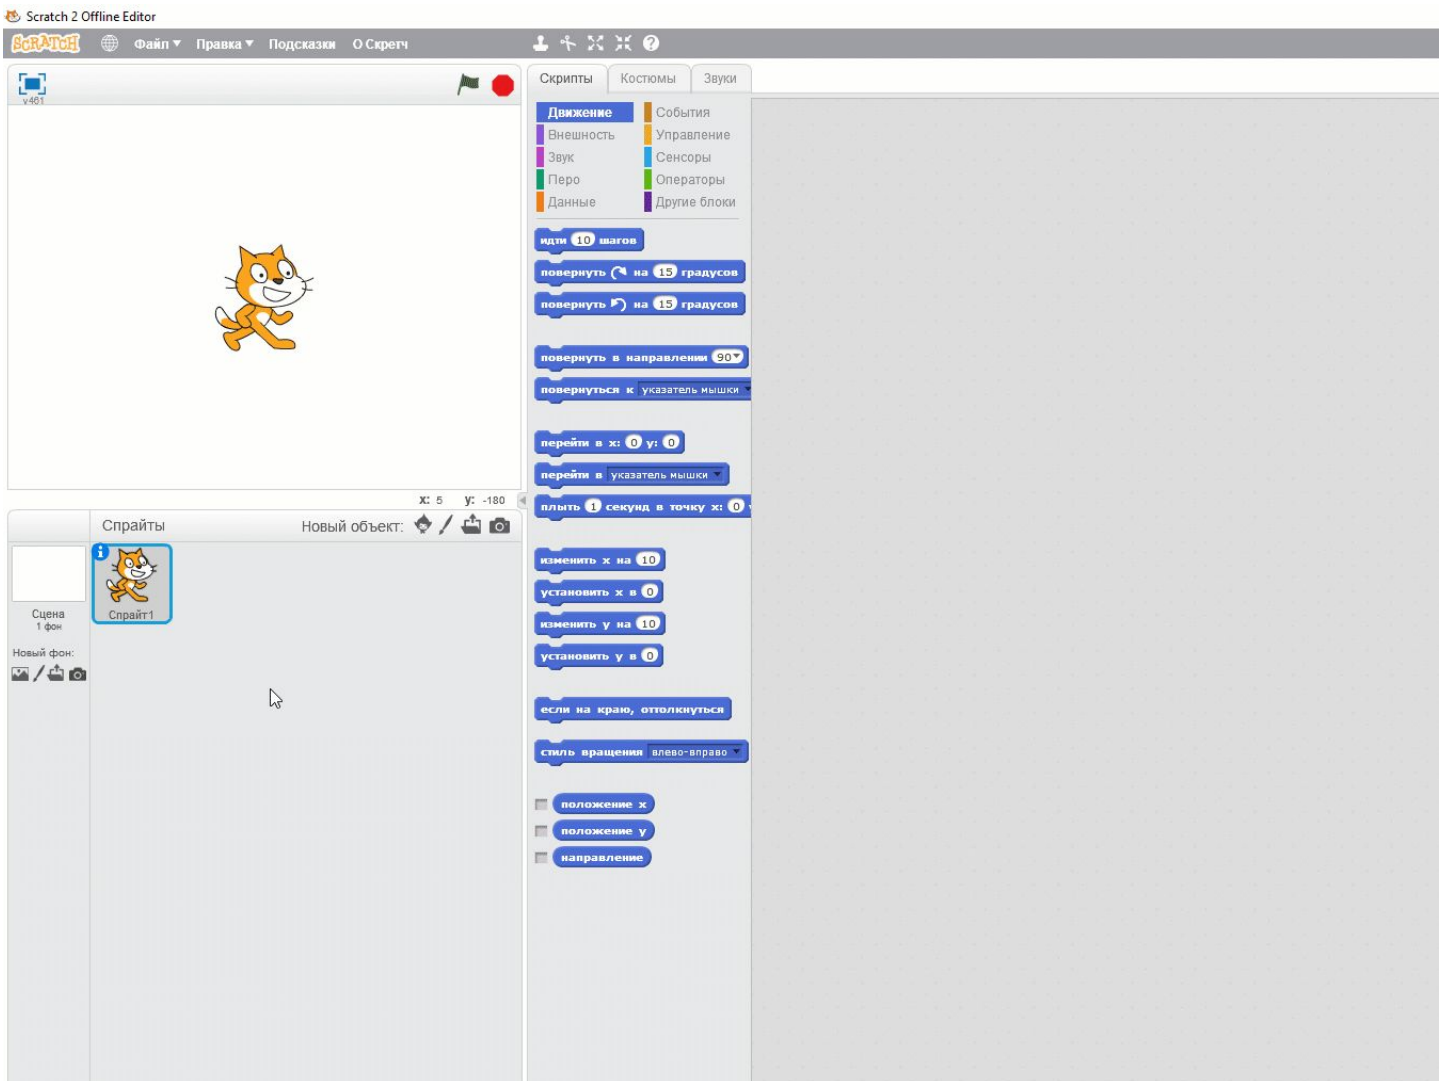 Scratch 2 Offline Editor
SCRATCH Файл Правка Подсказки О Скретч
v461
Скрипты Костюмы Звуки
Движение События
Внешность Управление
Звук Сенсоры
Перо Операторы
Данные Другие блоки
идти 10 шагов
повернуть на 15 градусов
повернуть на 15 градусов
повернуть в направлении 90
повернуться к указатель мышки
перейти в x: 0 y: 0
перейти в указатель мышки
плыть 1 секунд в точку x: 0
изменить x на 10
установить x в 0
изменить y на 10
установить y в 0
если на краю, оттолкнуться
стиль вращения влево-вправо
положение x
положение y
направление
X: 5 y: -180
Спрайты Новый объект:
Сцена
1 фон
Новый фон:
Спрайт1